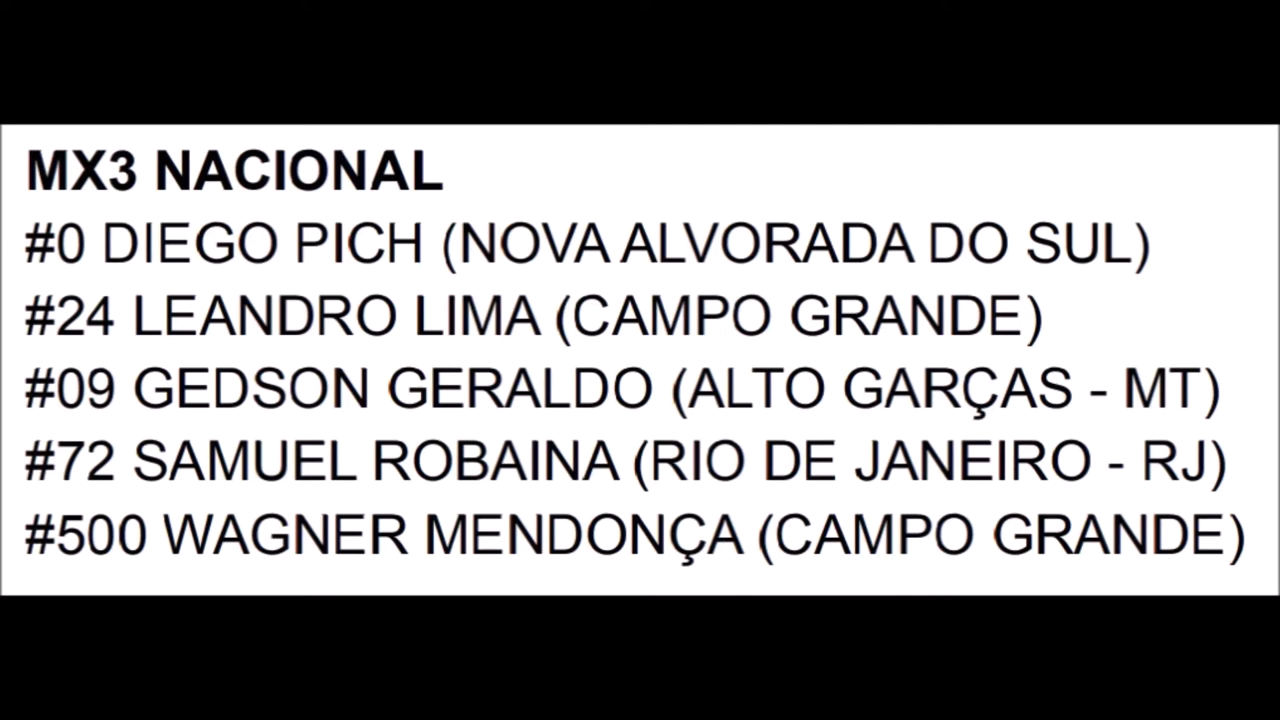 MX3 NACIONAL
#0 DIEGO PICH (NOVA ALVORADA DO SUL)
#24 LEANDRO LIMA (CAMPO GRANDE)
#09 GEDSON GERALDO (ALTO GARÇAS - MT)
#72 SAMUEL ROBAINA (RIO DE JANEIRO - RJ)
#500 WAGNER MENDONÇA (CAMPO GRANDE)